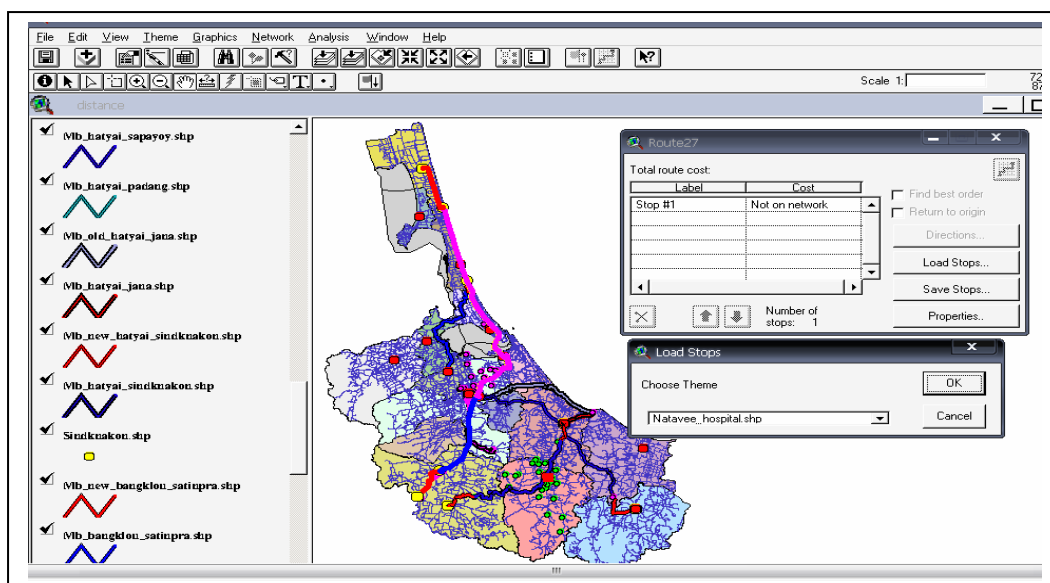 File Edit View Theme Graphics Network Analysis Window Help
Scale 1:
72
87
distance
Mb_hatyai_sapayoy.shp
Mb_hatyai_padang.shp
Mb_old_hatyai_jana.shp
Mb_hatyai_jana.shp
Mb_new_hatyai_sindknakon.shp
Mb_hatyai_sindknakon.shp
Sindknakon.shp
Mb_new_bangklou_satinpra.shp
Mb_bangklou_satinpra.shp
Route27
Total route cost:
Label Cost
Stop #1 Not on network
Find best order
Return to origin
Directions...
Load Stops...
Save Stops...
Properties..
Number of
stops: 1
Load Stops
Choose Theme
OK
Natavee_hospital.shp
Cancel